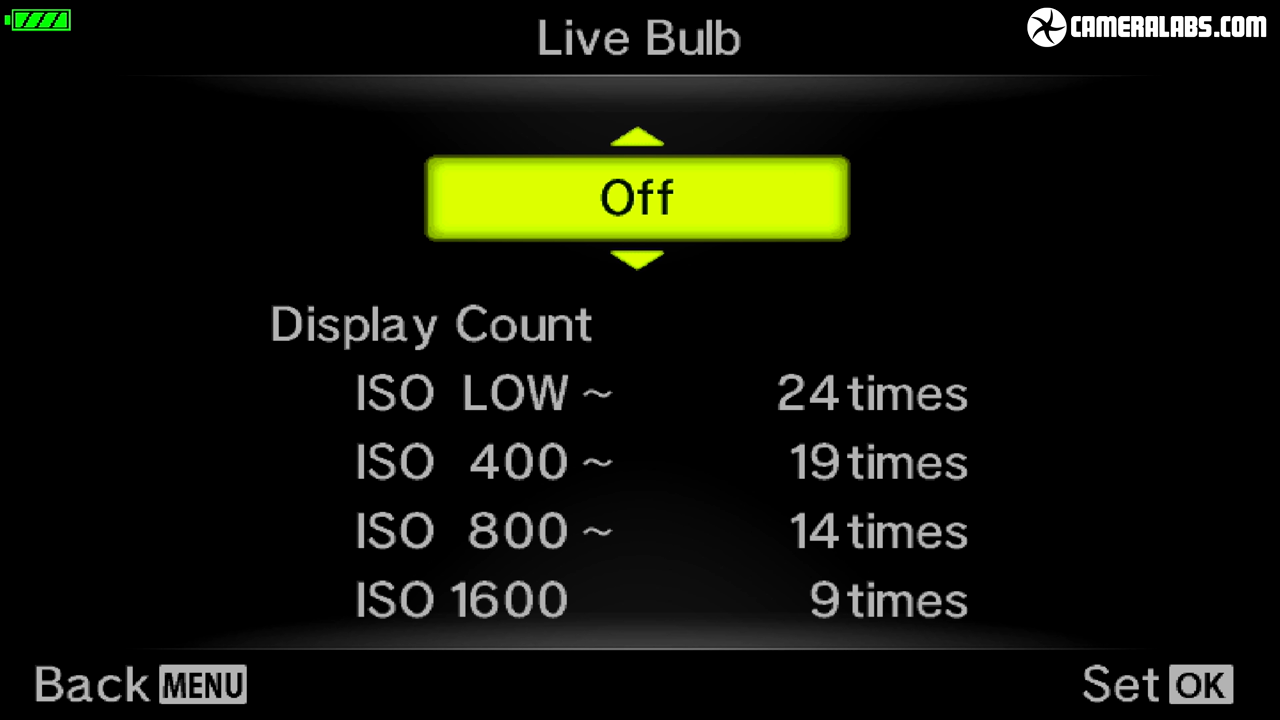 Live Bulb
CAMERALABS.COM
Off
Display Count
ISO LOW ~ 24 times
ISO 400 ~ 19 times
ISO 800 ~ 14 times
ISO 1600 9 times
Back MENU
Set OK